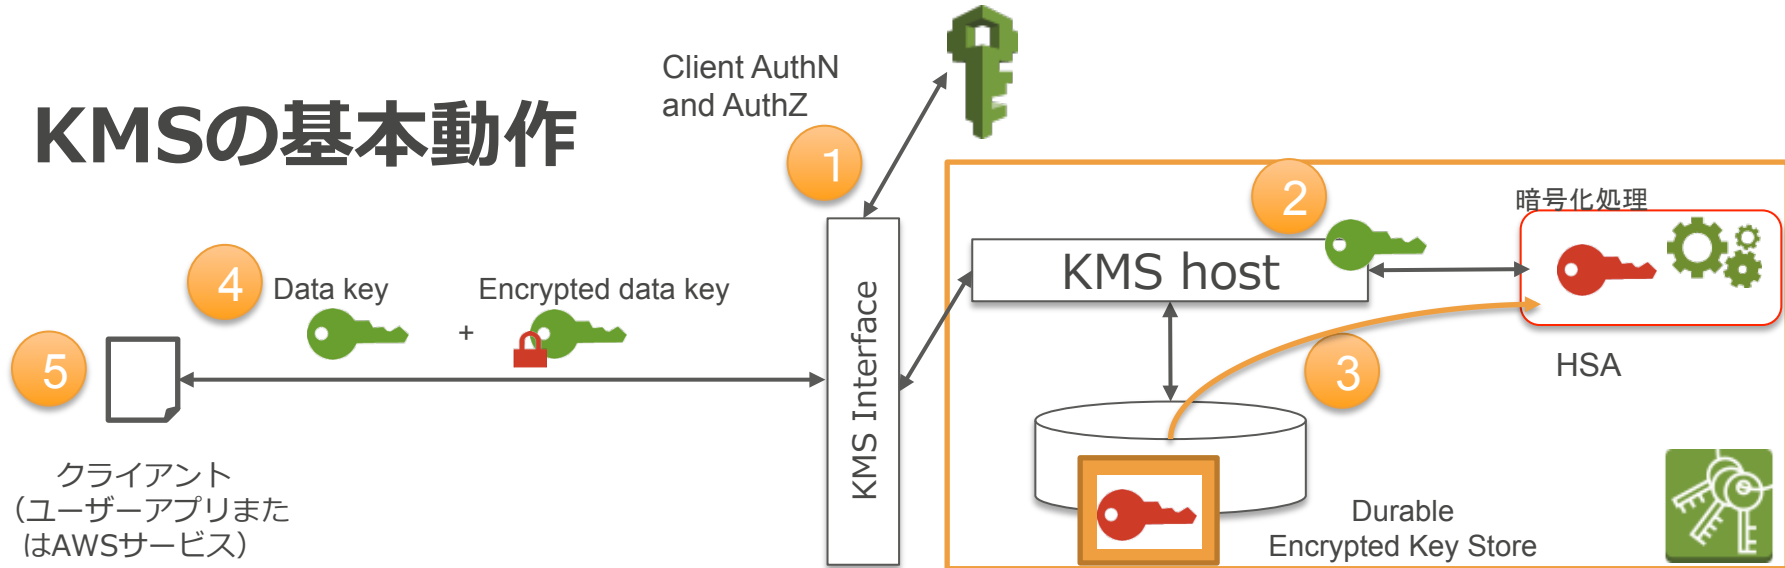 KMSの基本動作
Client AuthN
and AuthZ
1
2
暗号化処理
KMS host
4
Data key
Encrypted data key
+
5
KMS Interface
3
HSA
クライアント
（ユーザーアプリまた
はAWSサービス）
Durable
Encrypted Key Store